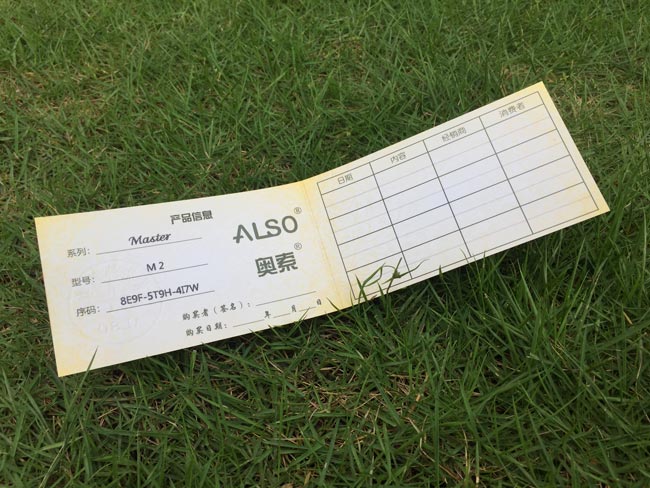 产品信息
系列： Master
型号： M 2
序码： 8E9F-5T9H-4I7W
ALSO®
奥索®
购买者（签名）：
购买日期： 年 月 日
日期 内容 经销商 消费者